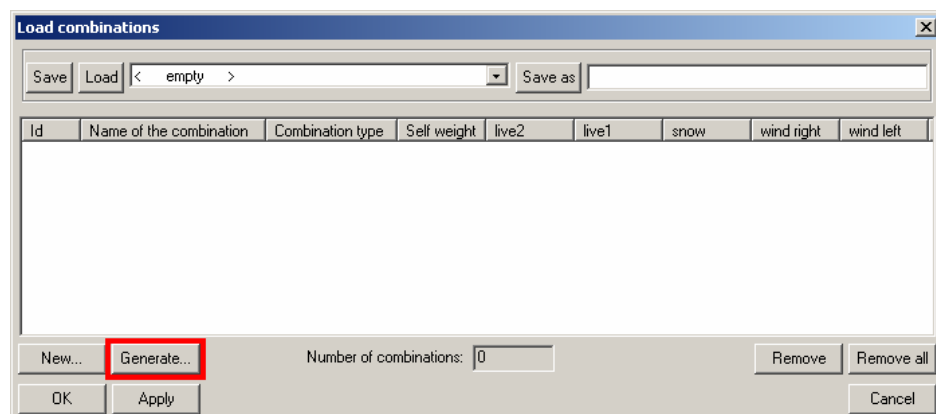 Load combinations
Save Load < empty > Save as
Id Name of the combination Combination type Self weight live2 live1 snow wind right wind left
New... Generate... Number of combinations: 0 Remove Remove all
OK Apply Cancel